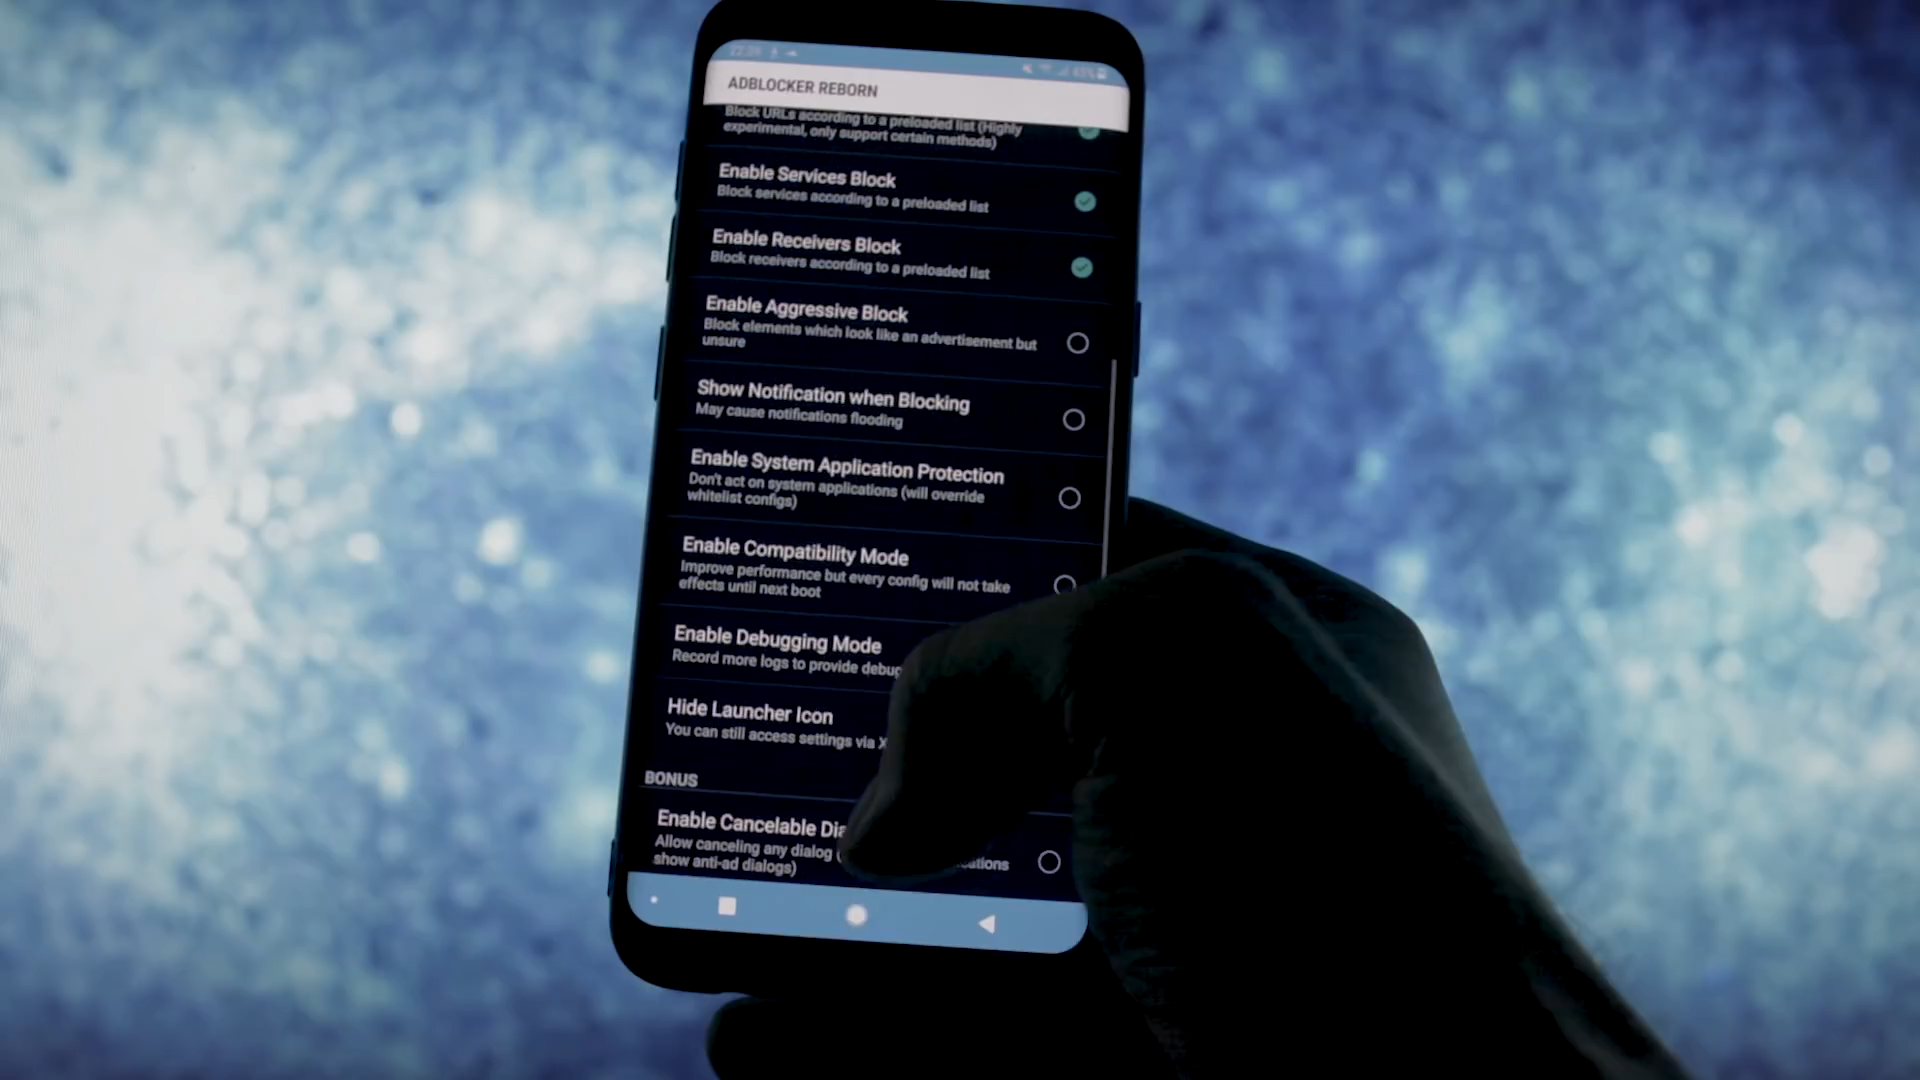 ADBLOCKER REBORN
Block URLs according to a preloaded list (Highly
experimental, only support certain methods)
Enable Services Block
Block services according to a preloaded list
Enable Receivers Block
Block receivers according to a preloaded list
Enable Aggressive Block
Block elements which look like an advertisement but
unsure
Show Notification when Blocking
May cause notifications flooding
Enable System Application Protection
Don't act on system applications (will override
whitelist configs)
Enable Compatibility Mode
Improve performance but every config will not take
effects until next boot
Enable Debugging Mode
Record more logs to provide debug
Hide Launcher Icon
You can still access settings via X
BONUS
Enable Cancelable Dia
Allow canceling any dialog
show anti-ad dialogs)